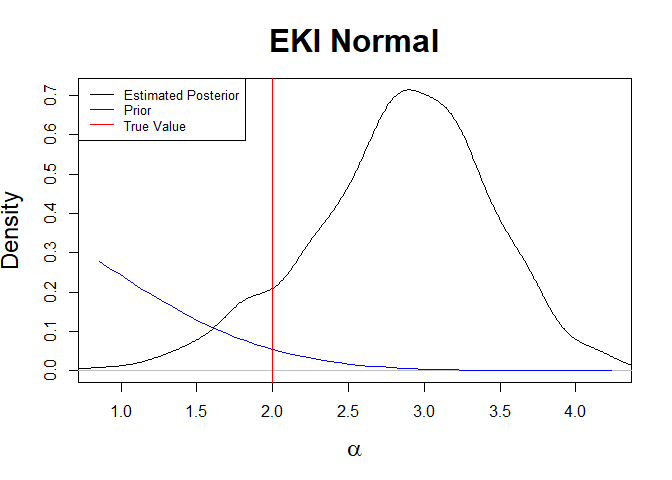 EKI Normal
Estimated Posterior
Prior
True Value
Density
0.0 0.1 0.2 0.3 0.4 0.5 0.6 0.7
1.0 1.5 2.0 2.5 3.0 3.5 4.0
α